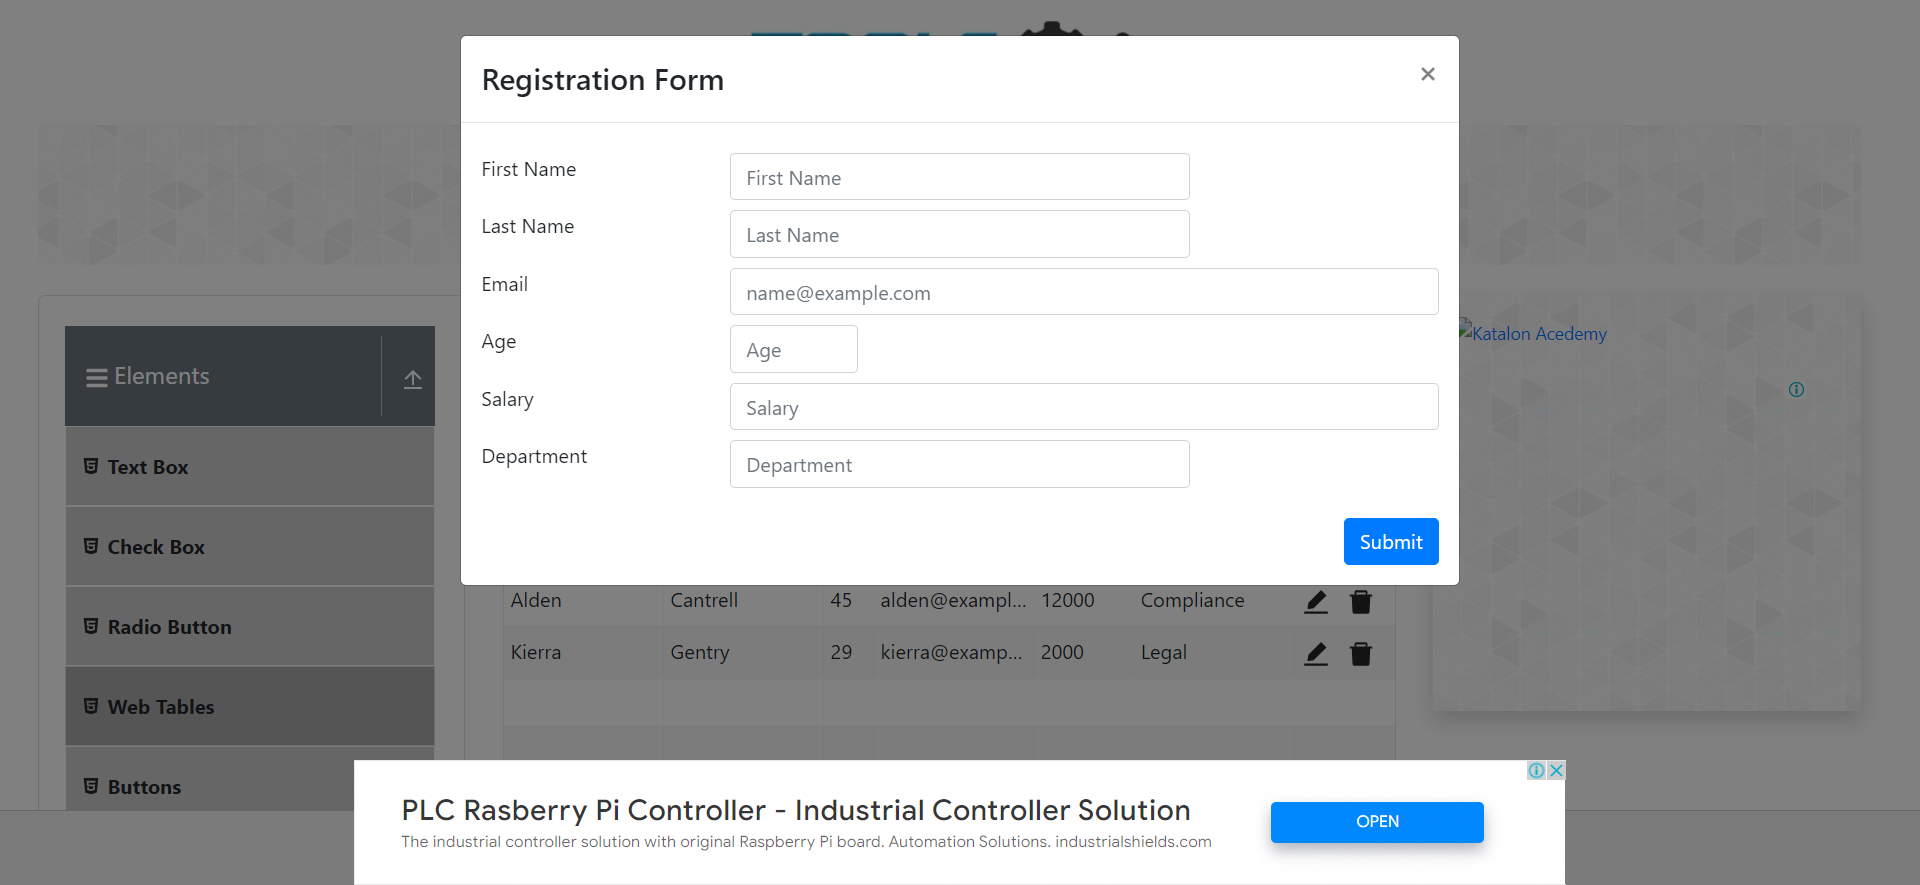 Registration Form
×
First Name
First Name
Last Name
Last Name
Email
name@example.com
Age
Age
Salary
Salary
Department
Department
Submit
Elements
Text Box
Check Box
Radio Button
Web Tables
Buttons
Alden Cantrell 45 alden@exampl... 12000 Compliance
Kierra Gentry 29 kierra@examp... 2000 Legal
Katalon Acedemy
PLC Rasberry Pi Controller - Industrial Controller Solution
The industrial controller solution with original Raspberry Pi board. Automation Solutions. industrialshields.com
OPEN